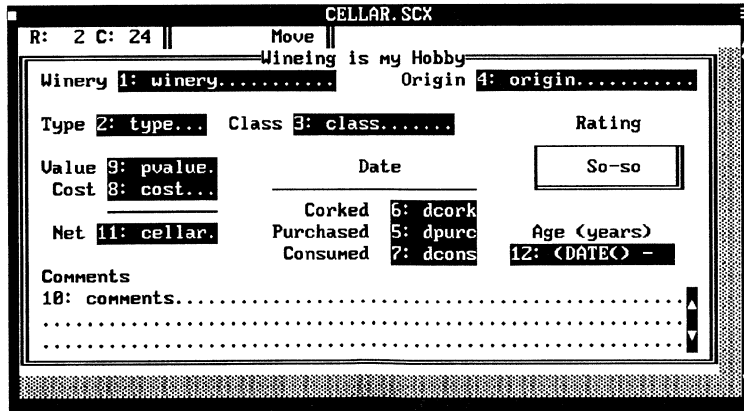 CELLAR.SCX
R: 2 C: 24 Move
Wineing is my Hobby
Winery 1: winery........... Origin 4: origin...........
Type 2: type... Class 3: class....... Rating
Value 9: pvalue. Date So-so
Cost 8: cost...
Corked 6: dcork
Net 11: cellar. Purchased 5: dpurc Age (years)
Consumed 7: dcons 12: (DATE() -
Comments
10: comments...............................................